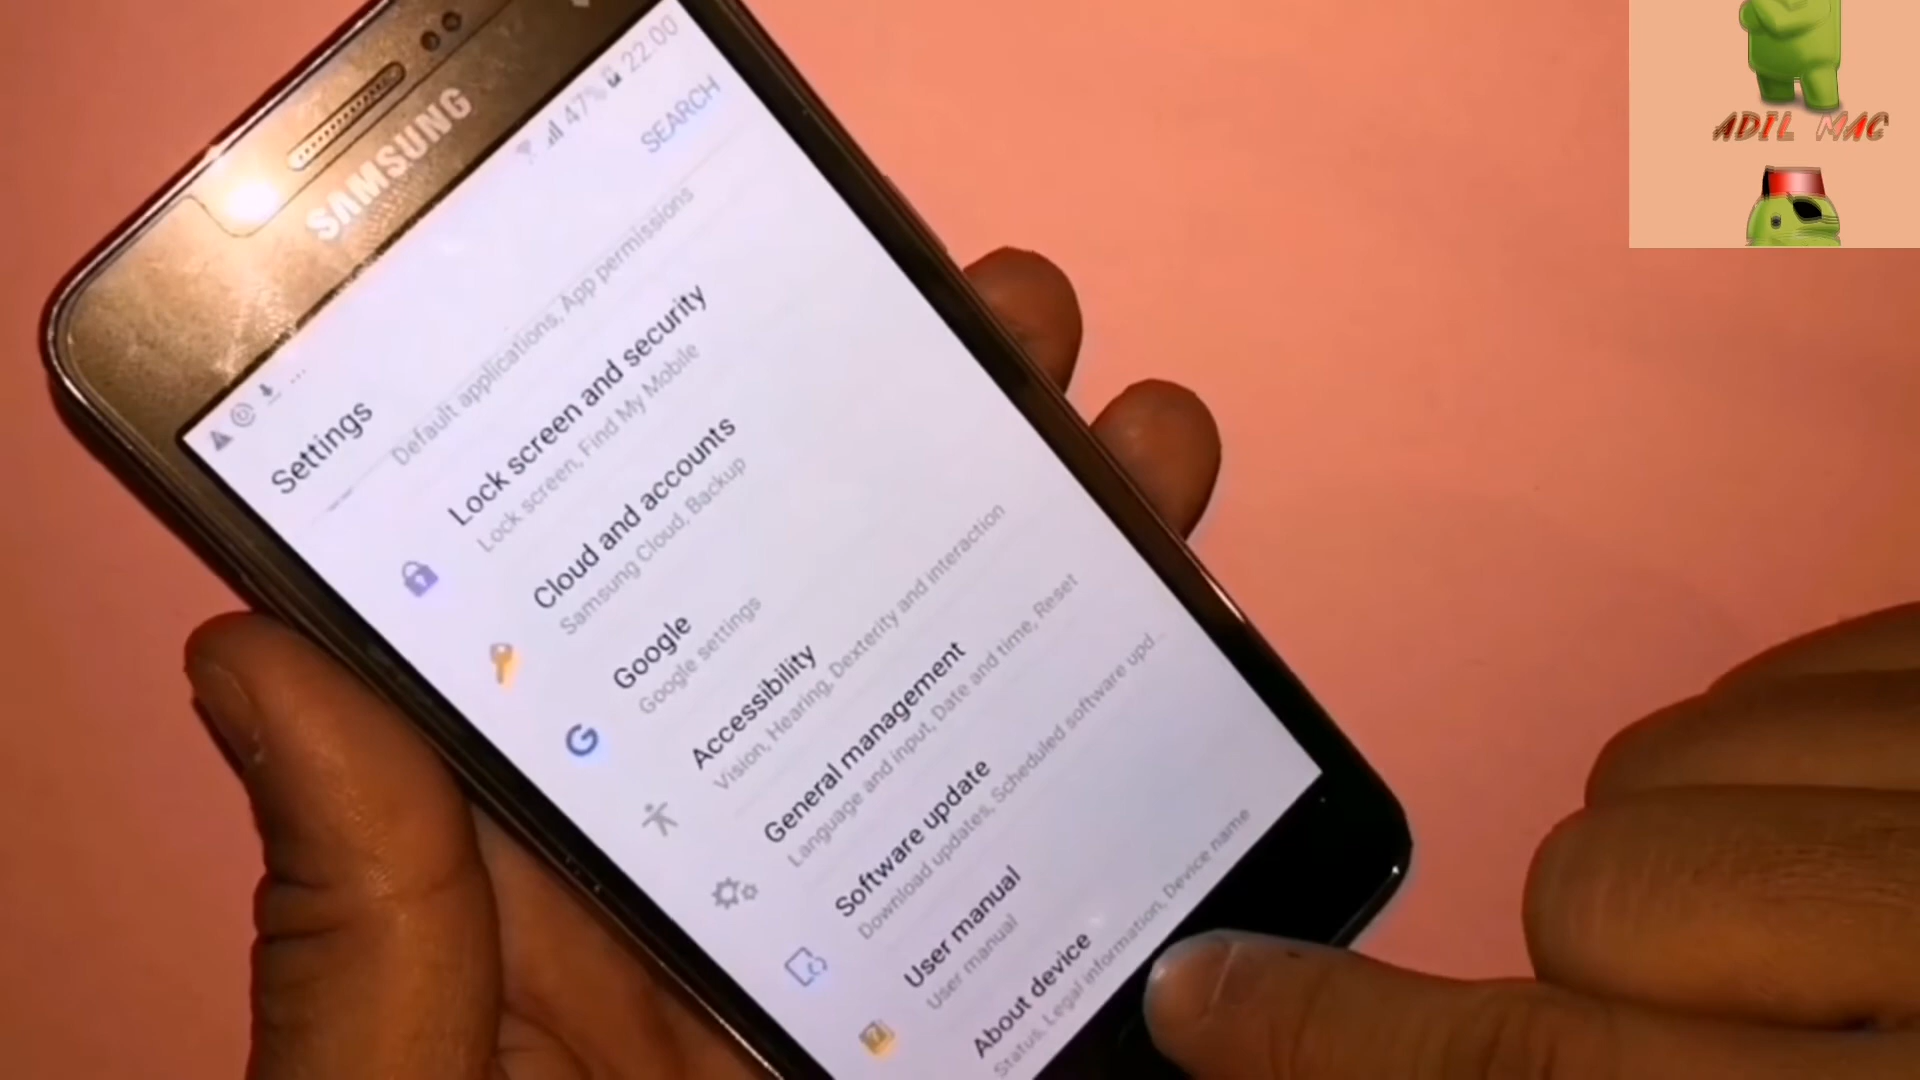 SAMSUNG
47% 22:00
Settings
SEARCH
Default applications, App permissions
Lock screen and security
Lock screen, Find My Mobile
Cloud and accounts
Samsung Cloud, Backup
Google
Google settings
Accessibility
Vision, Hearing, Dexterity and interaction
General management
Language and input, Date and time, Reset
Software update
Download updates, Scheduled software upd...
User manual
User manual
About device
Status, Legal information, Device name
ADIL MAC